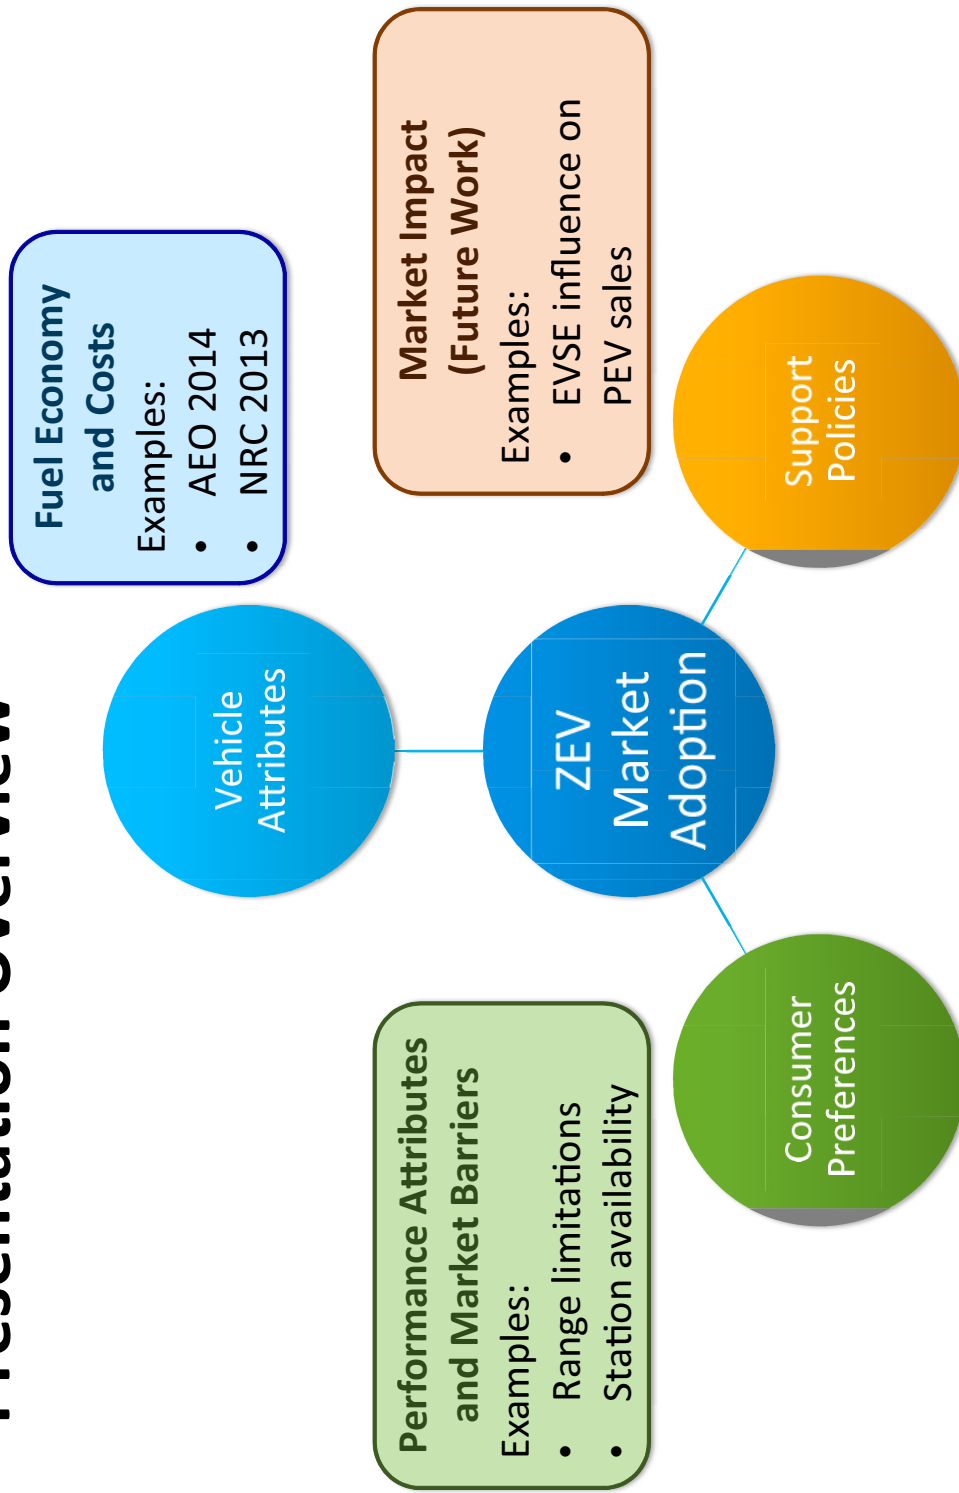 Presentation Overview
Fuel Economy
and Costs
Examples:
• AEO 2014
• NRC 2013
Vehicle
Attributes
Performance Attributes
and Market Barriers
Examples:
• Range limitations
• Station availability
Market Impact
(Future Work)
Examples:
• EVSE influence on
PEV sales
ZEV
Market
Adoption
Consumer
Preferences
Support
Policies